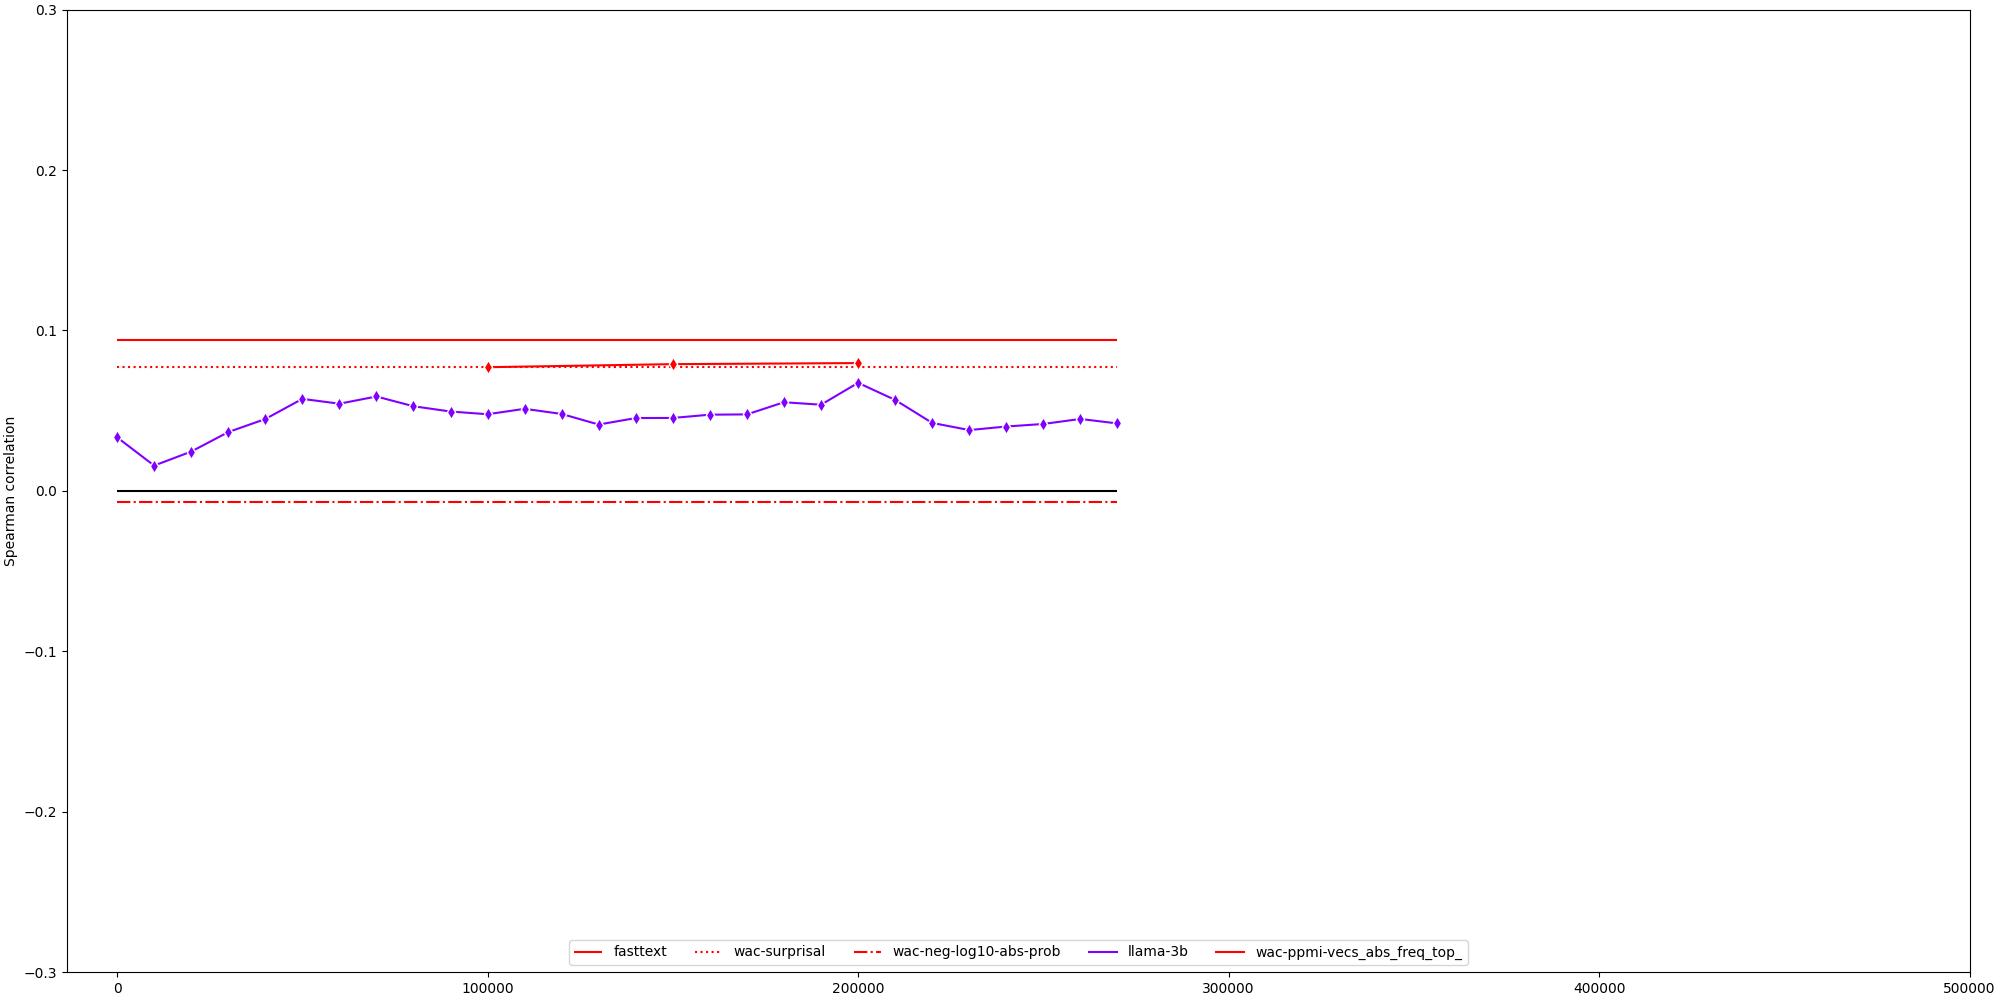 0.3
0.2
0.1
0.0
−0.1
−0.2
−0.3
Spearman correlation
fasttext wac-surprisal wac-neg-log10-abs-prob llama-3b wac-ppmi-vecs_abs_freq_top_
0 100000 200000 300000 400000 500000